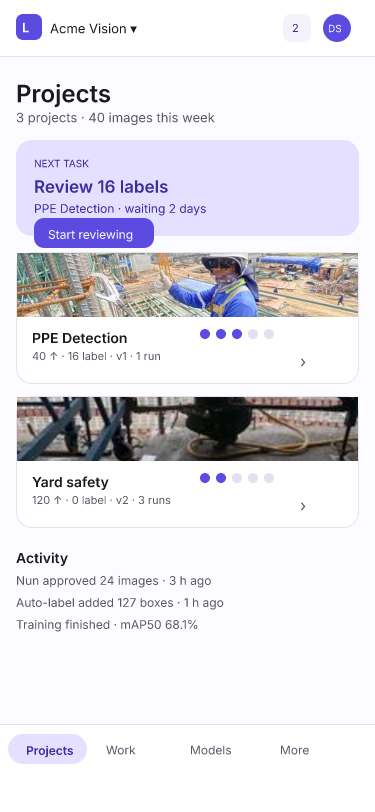 L Acme Vision ▾ 2 DS
Projects
3 projects · 40 images this week
NEXT TASK
Review 16 labels
PPE Detection · waiting 2 days
Start reviewing
PPE Detection
40 ↑ · 16 label · v1 · 1 run
›
Yard safety
120 ↑ · 0 label · v2 · 3 runs
›
Activity
Nun approved 24 images · 3 h ago
Auto-label added 127 boxes · 1 h ago
Training finished · mAP50 68.1%
Projects Work Models More